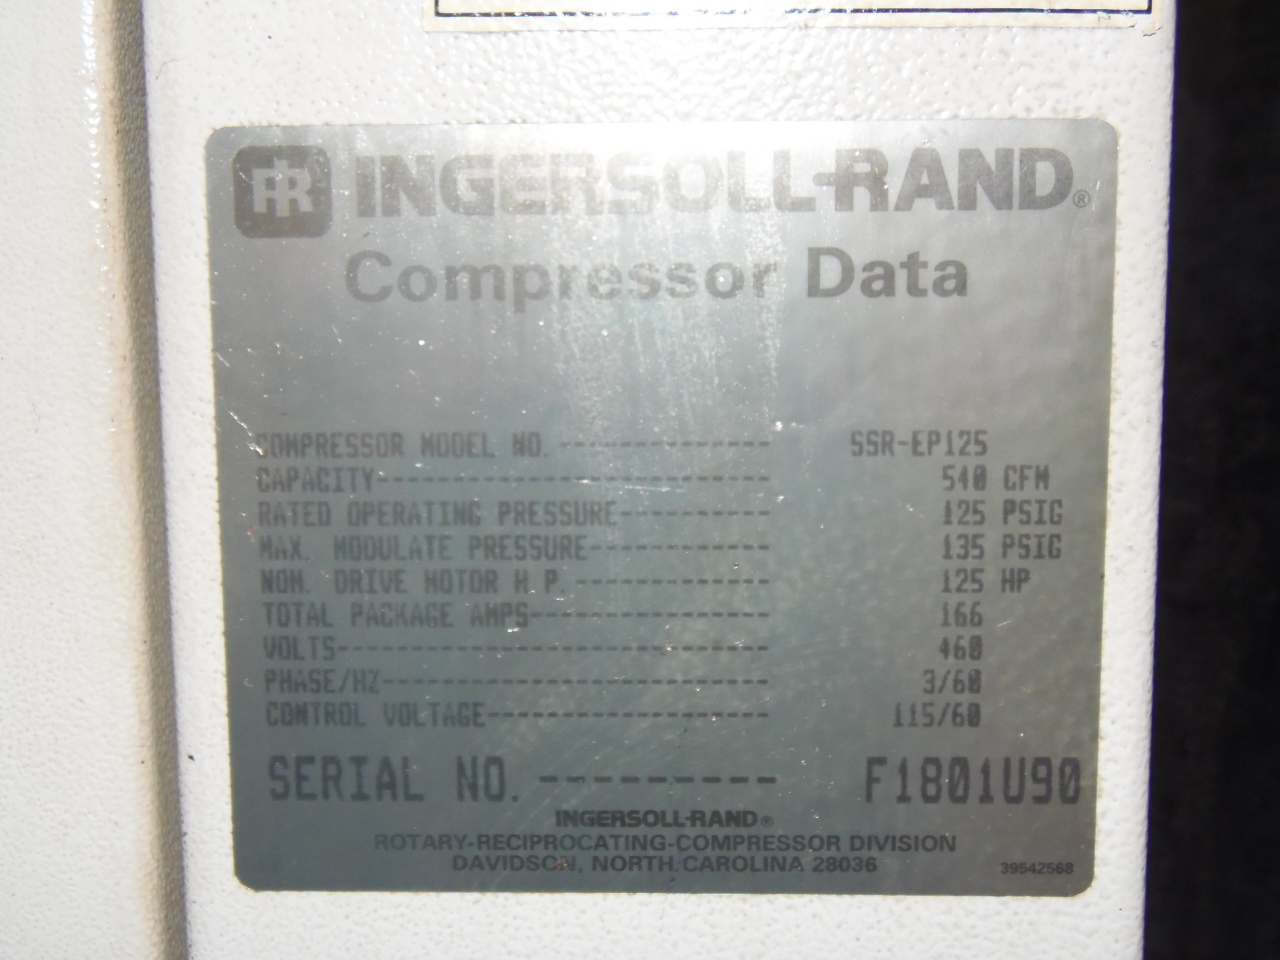 IR INGERSOLL-RAND®
Compressor Data
COMPRESSOR MODEL NO. --------------- SSR-EP125
CAPACITY--------------------------- 540 CFM
RATED OPERATING PRESSURE---------- 125 PSIG
MAX. MODULATE PRESSURE------------ 135 PSIG
NOM. DRIVE MOTOR H.P.------------- 125 HP
TOTAL PACKAGE AMPS---------------- 166
VOLTS----------------------------- 460
PHASE/HZ-------------------------- 3/60
CONTROL VOLTAGE------------------- 115/60
SERIAL NO. --------- F1801U90
INGERSOLL-RAND®
ROTARY-RECIPROCATING-COMPRESSOR DIVISION
DAVIDSON, NORTH CAROLINA 28036 39542568